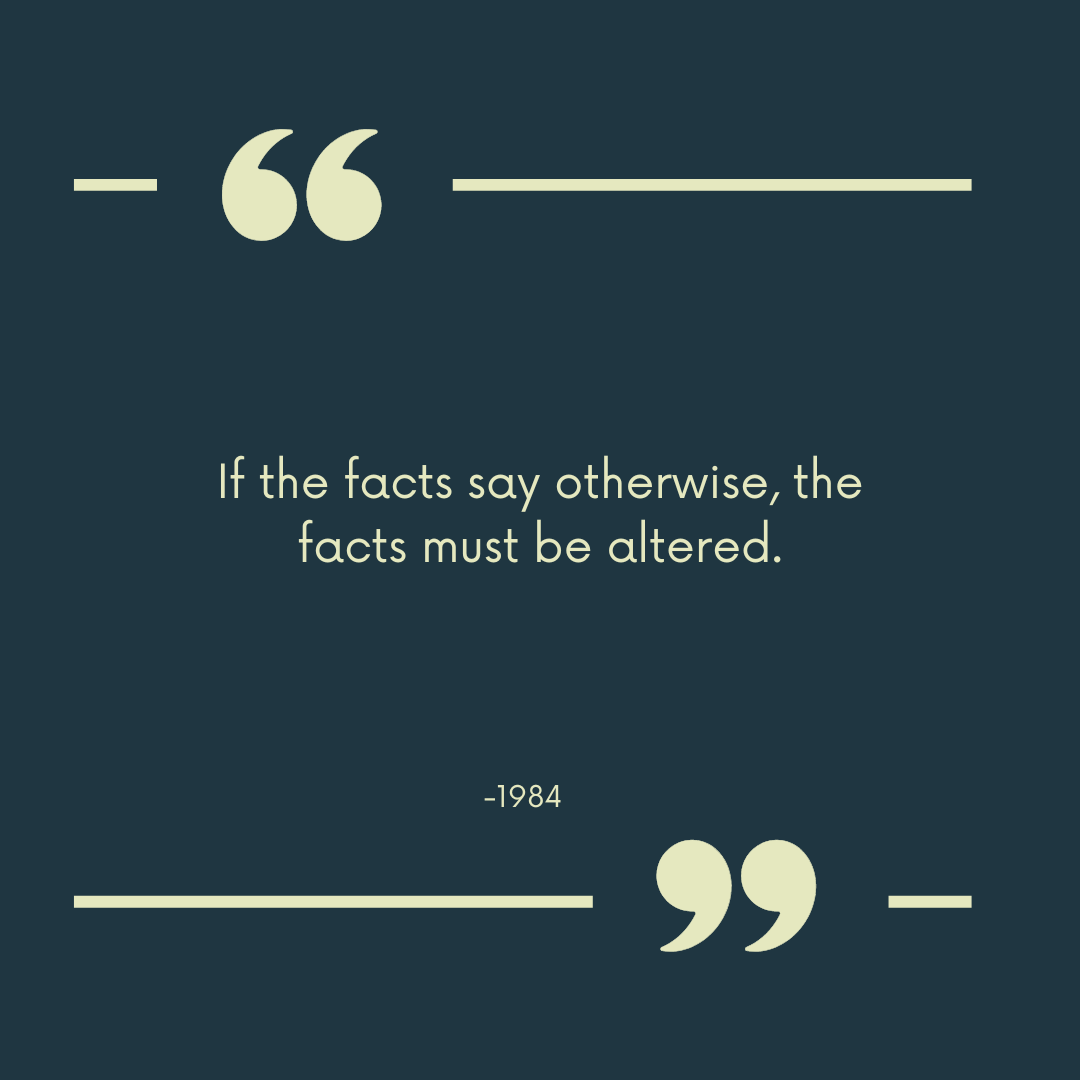 “
If the facts say otherwise, the
facts must be altered.
-1984
”